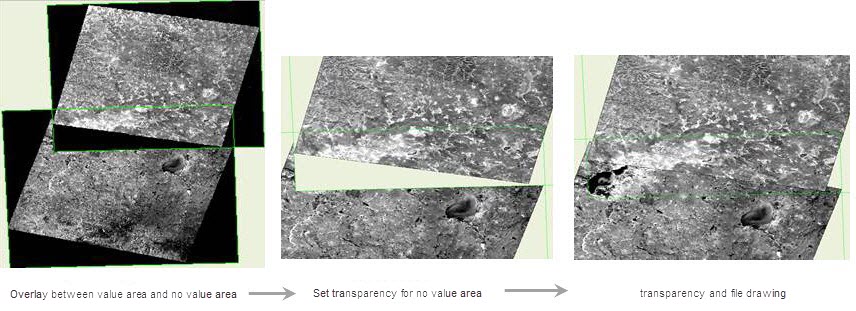 Overlay between value area and no value area
Set transparency for no value area
transparency and file drawing